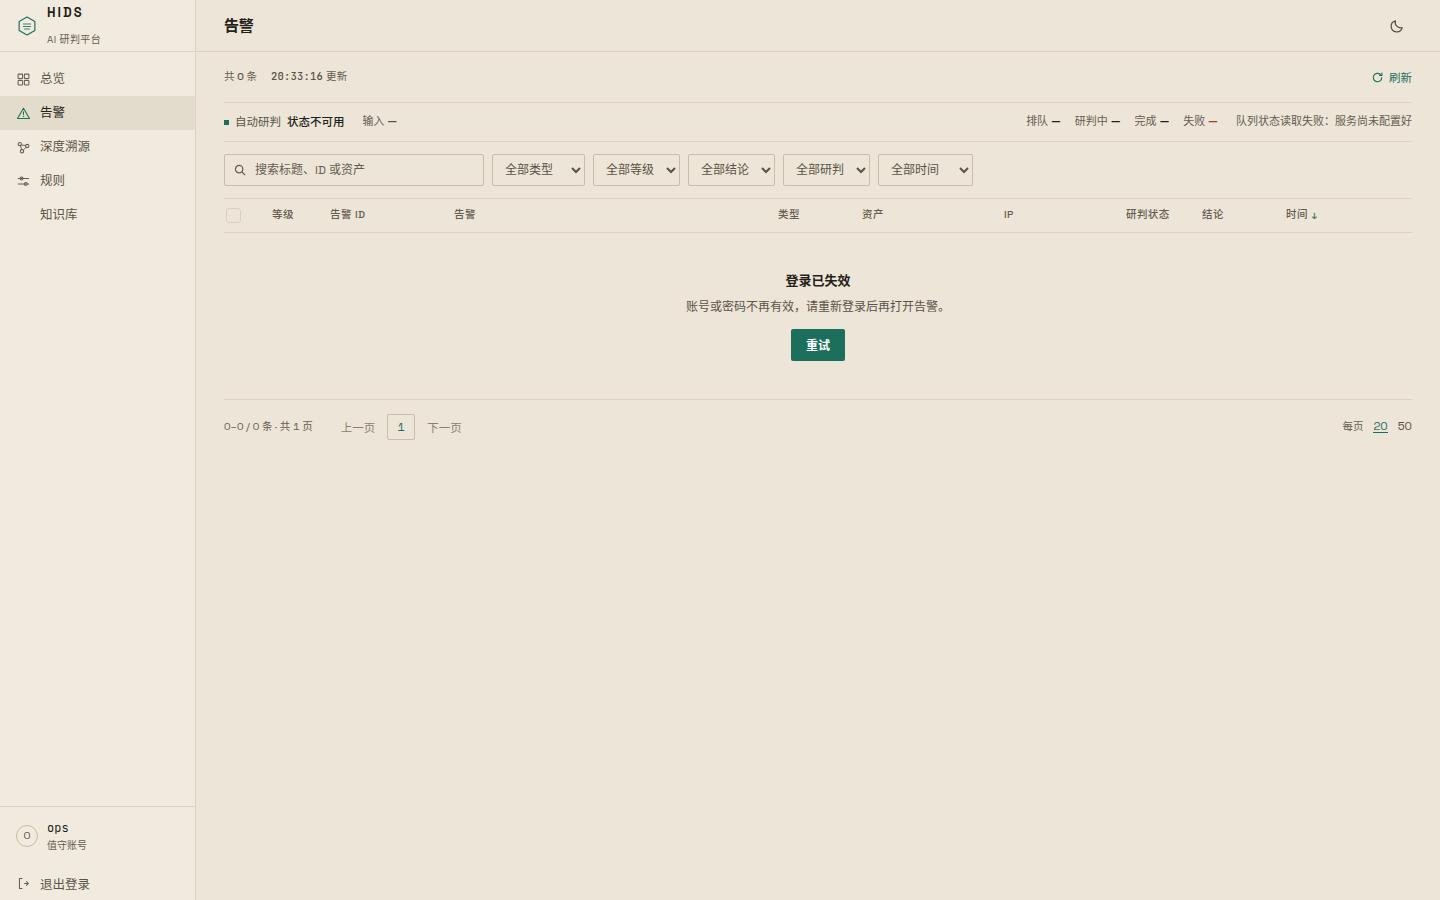 HIDS
AI 研判平台
总览
告警
深度溯源
规则
知识库
O
ops
值守账号
退出登录
告警
共 0 条 20:33:16 更新
刷新
自动研判 状态不可用 输入 —
排队 — 研判中 — 完成 — 失败 — 队列状态读取失败：服务尚未配置好
搜索标题、ID 或资产 全部类型 全部等级 全部结论 全部研判 全部时间
等级 告警 ID 告警 类型 资产 IP 研判状态 结论 时间 ↓
登录已失效
账号或密码不再有效，请重新登录后再打开告警。
重试
0–0 / 0 条 · 共 1 页 上一页 1 下一页
每页 20 50